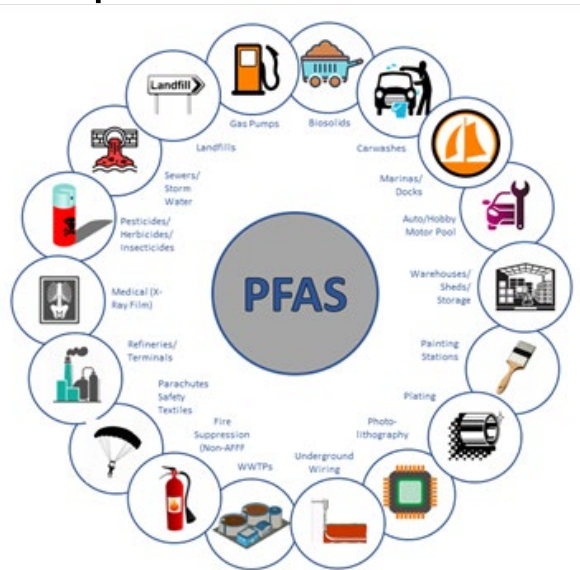 Landfill
Gas Pumps
Biosolids
Landfills
Carwashes
Sewers/
Storm
Water
Marinas/
Docks
Pesticides/
Herbicides/
Insecticides
Auto/Hobby
Motor Pool
PFAS
Medical (X-
Ray Film)
Warehouses/
Sheds/
Storage
Refineries/
Terminals
Painting
Stations
Parachutes
Safety
Textiles
Plating
Fire
Suppression
(Non-AFFF
Photo-
lithography
WWTPs
Underground
Wiring